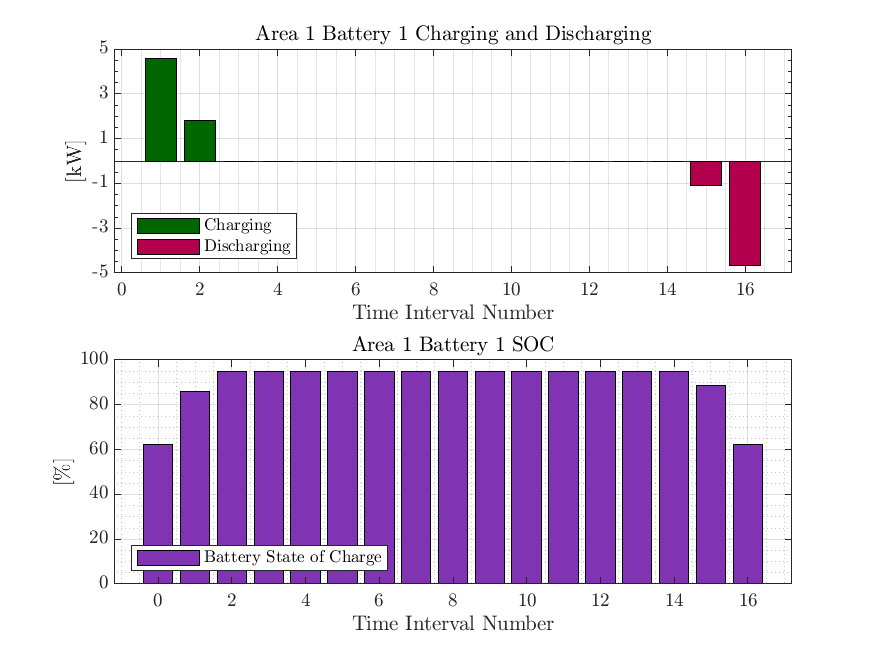 Area 1 Battery 1 Charging and Discharging
5
3
1
-1
-3
-5
[kW]
Charging
Discharging
0 2 4 6 8 10 12 14 16
Time Interval Number
Area 1 Battery 1 SOC
100
80
60
40
20
0
[%]
Battery State of Charge
0 2 4 6 8 10 12 14 16
Time Interval Number